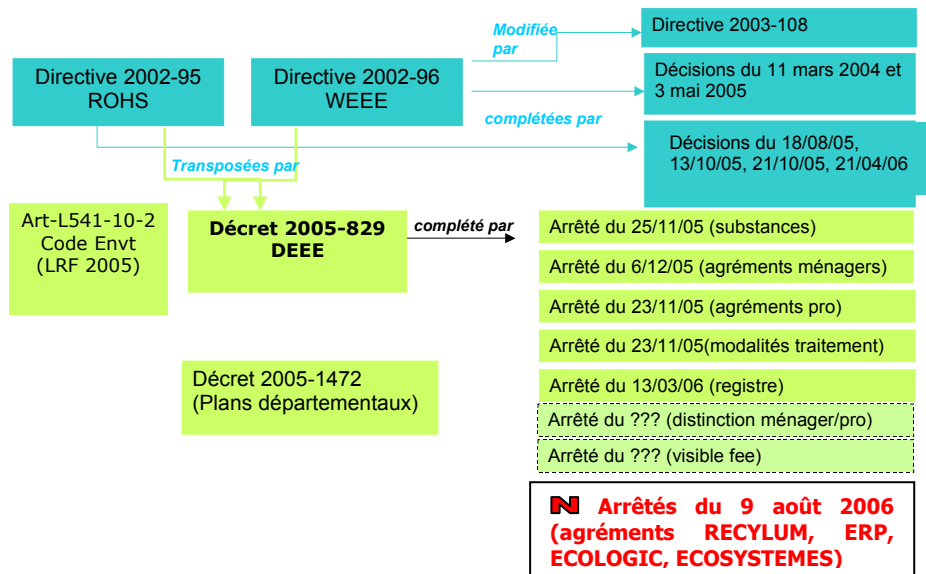 Modifiée
par
Directive 2003-108
Directive 2002-95
ROHS
Directive 2002-96
WEEE
Décisions du 11 mars 2004 et
3 mai 2005
complétées par
Décisions du 18/08/05,
13/10/05, 21/10/05, 21/04/06
Transposées par
Art-L541-10-2
Code Envt
(LRF 2005)
Décret 2005-829
DEEE
complété par
Arrêté du 25/11/05 (substances)
Arrêté du 6/12/05 (agréments ménagers)
Arrêté du 23/11/05 (agréments pro)
Arrêté du 23/11/05(modalités traitement)
Arrêté du 13/03/06 (registre)
Arrêté du ??? (distinction ménager/pro)
Arrêté du ??? (visible fee)
Décret 2005-1472
(Plans départementaux)
N Arrêtés du 9 août 2006
(agréments RECYLUM, ERP,
ECOLOGIC, ECOSYSTEMES)